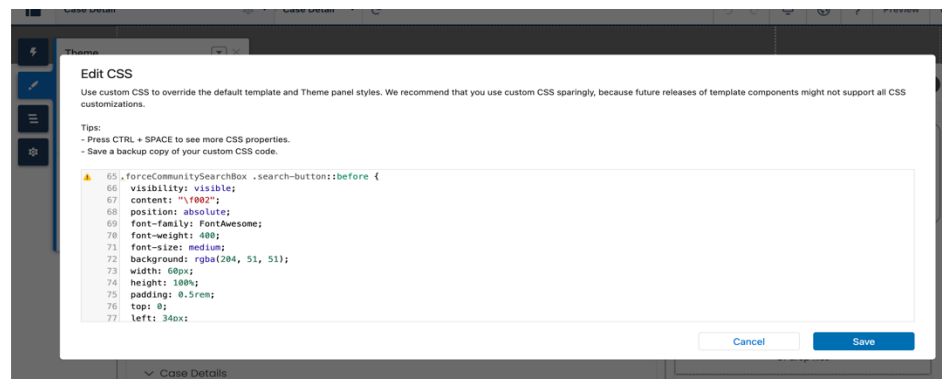 Case Detail
Case Detail
Preview
Theme
Edit CSS
Use custom CSS to override the default template and Theme panel styles. We recommend that you use custom CSS sparingly, because future releases of template components might not support all CSS
customizations.
Tips:
- Press CTRL + SPACE to see more CSS properties.
- Save a backup copy of your custom CSS code.
65 .forceCommunitySearchBox .search-button::before {
66 visibility: visible;
67 content: "\f002";
68 position: absolute;
69 font-family: FontAwesome;
70 font-weight: 400;
71 font-size: medium;
72 background: rgba(204, 51, 51);
73 width: 60px;
74 height: 100%;
75 padding: 0.5rem;
76 top: 0;
77 left: 34px;
Cancel
Save
Case Details